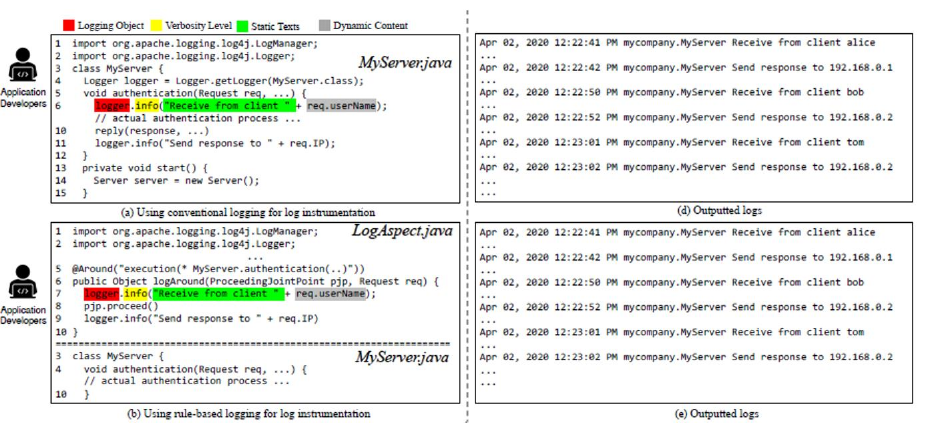 Logging Object Verbosity Level Static Texts Dynamic Content
Application
Developers
1 import org.apache.logging.log4j.LogManager;
2 import org.apache.logging.log4j.Logger;
3 class MyServer {
MyServer.java
4 Logger logger = Logger.getLogger(MyServer.class);
5 void authentication(Request req, ...) {
6 logger.info("Receive from client " + req.userName);
// actual authentication process ...
10 reply(response, ...)
11 logger.info("Send response to " + req.IP);
12 }
13 private void start() {
14 Server server = new Server();
15 }
(a) Using conventional logging for log instrumentation
Apr 02, 2020 12:22:41 PM mycompany.MyServer Receive from client alice
...
Apr 02, 2020 12:22:42 PM mycompany.MyServer Send response to 192.168.0.1
...
Apr 02, 2020 12:22:50 PM mycompany.MyServer Receive from client bob
...
Apr 02, 2020 12:22:52 PM mycompany.MyServer Send response to 192.168.0.2
...
Apr 02, 2020 12:23:01 PM mycompany.MyServer Receive from client tom
...
Apr 02, 2020 12:23:02 PM mycompany.MyServer Send response to 192.168.0.2
...
...
(d) Outputted logs
Application
Developers
1 import org.apache.logging.log4j.LogManager;
LogAspect.java
2 import org.apache.logging.log4j.Logger;
...
5 @Around("execution(* MyServer.authentication(..)"))
6 public Object logAround(ProceedingJointPoint pjp, Request req) {
7 logger.info("Receive from client " + req.userName);
8 pjp.proceed()
9 logger.info("Send response to " + req.IP)
10 }
3 class MyServer {
MyServer.java
4 void authentication(Request req, ...) {
// actual authentication process ...
10 }
(b) Using rule-based logging for log instrumentation
Apr 02, 2020 12:22:41 PM mycompany.MyServer Receive from client alice
...
Apr 02, 2020 12:22:42 PM mycompany.MyServer Send response to 192.168.0.1
...
Apr 02, 2020 12:22:50 PM mycompany.MyServer Receive from client bob
...
Apr 02, 2020 12:22:52 PM mycompany.MyServer Send response to 192.168.0.2
...
Apr 02, 2020 12:23:01 PM mycompany.MyServer Receive from client tom
...
Apr 02, 2020 12:23:02 PM mycompany.MyServer Send response to 192.168.0.2
...
...
(e) Outputted logs